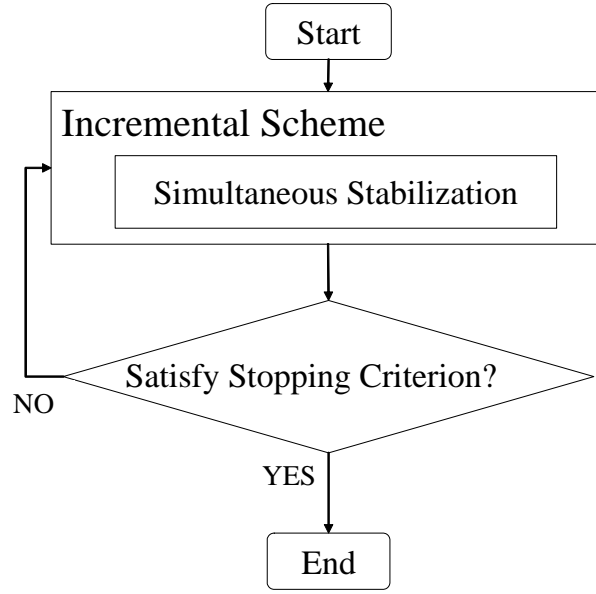 Start
Incremental Scheme
Simultaneous Stabilization
Satisfy Stopping Criterion?
NO
YES
End